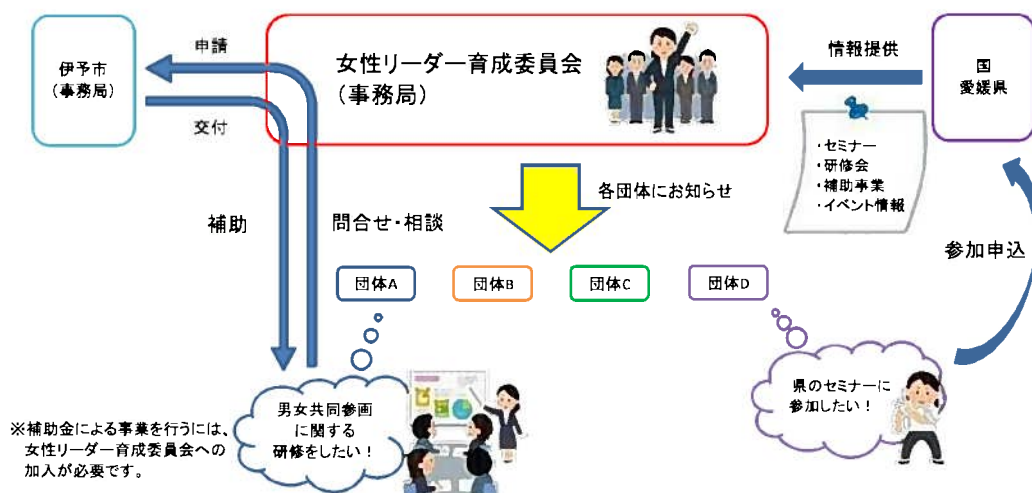 申請
伊予市
(事務局)
交付
女性リーダー育成委員会
(事務局)
情報提供
国
愛媛県
・セミナー
・研修会
・補助事業
・イベント情報
各団体にお知らせ
補助
問合せ・相談
参加申込
団体A
団体B
団体C
団体D
男女共同参画
に関する
研修をしたい!
県のセミナーに
参加したい!
※補助金による事業を行うには、
女性リーダー育成委員会への
加入が必要です。